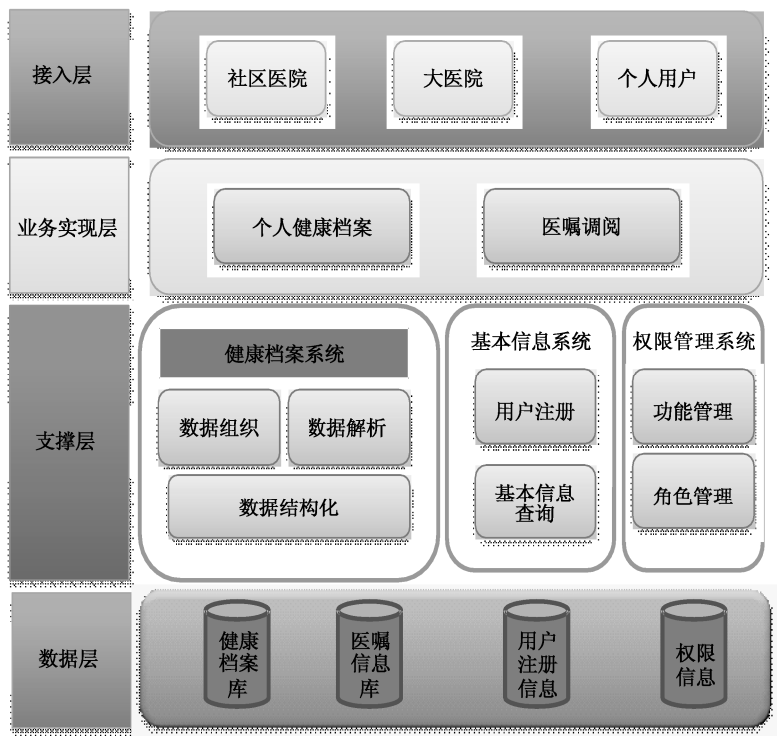 接入层
社区医院
大医院
个人用户
业务实现层
个人健康档案
医嘱调阅
支撑层
健康档案系统
数据组织
数据解析
数据结构化
基本信息系统
用户注册
基本信息
查询
权限管理系统
功能管理
角色管理
数据层
健康
档案
库
医嘱
信息
库
用户
注册
信息
权限
信息